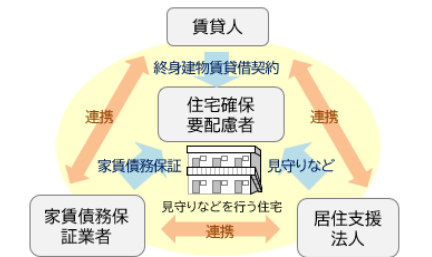 賃貸人
終身建物賃貸借契約
連携
連携
住宅確保
要配慮者
家賃債務保証
見守りなど
見守りなどを行う住宅
家賃債務保
証業者
連携
居住支援
法人